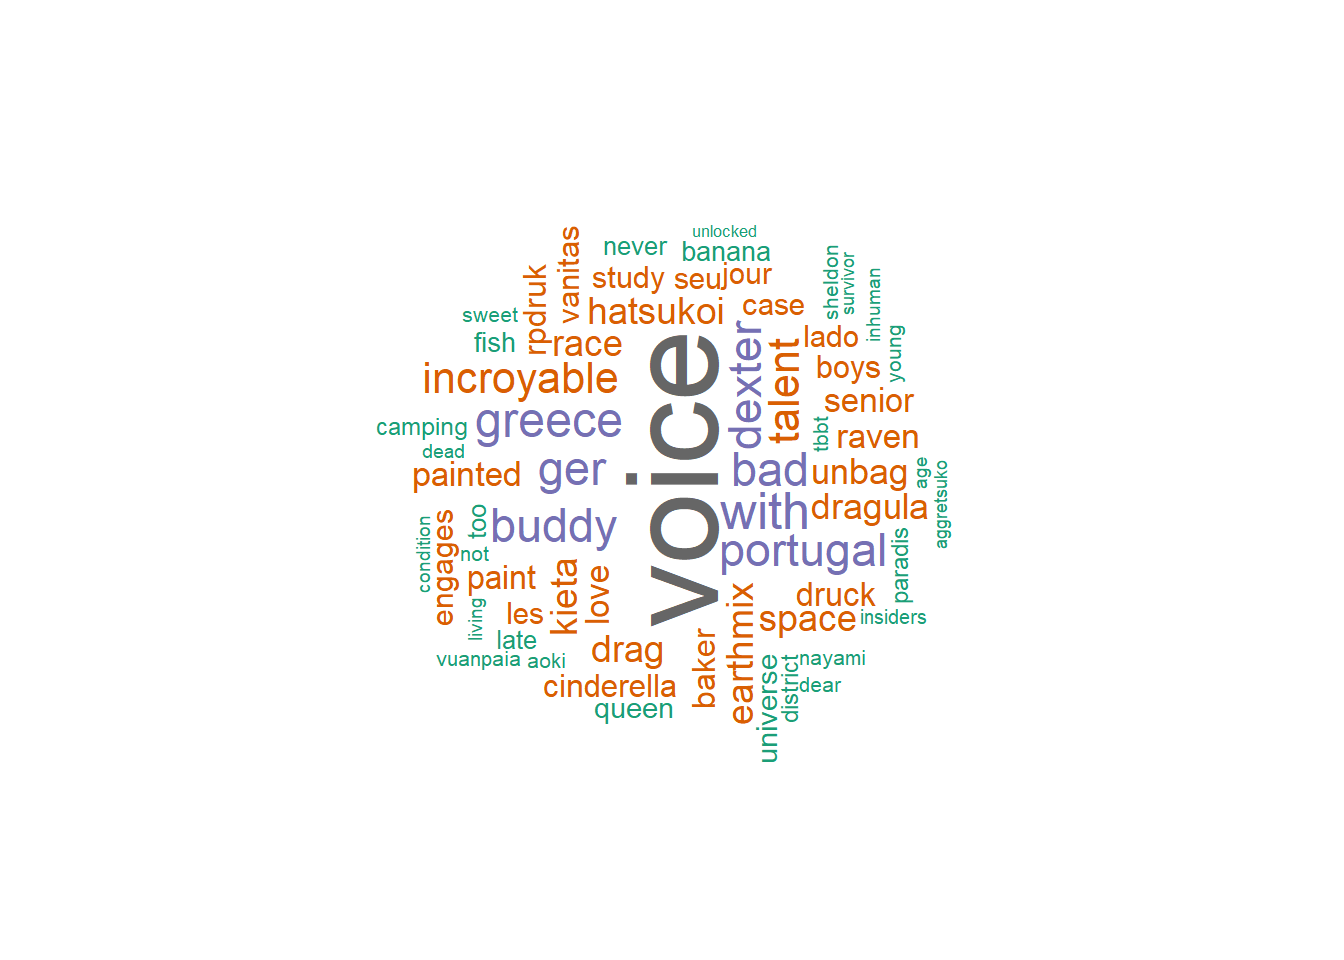 unlocked
never
banana
vanitas
study
seu
jour
rpdruk
hatsukoi
case
sheldon
survivor
inhuman
sweet
fish
race
voice
dexter
talent
lado
boys
young
incroyable
senior
greece
camping
tbbt
raven
dead
painted
ger
bad
unbag
age
aggretsuko
with
dragula
condition
engages
too
buddy
not
portugal
paradis
paint
kieta
love
druck
living
les
space
insiders
late
earthmix
vuanpaia
aoki
drag
baker
universe
district
nayami
cinderella
dear
queen